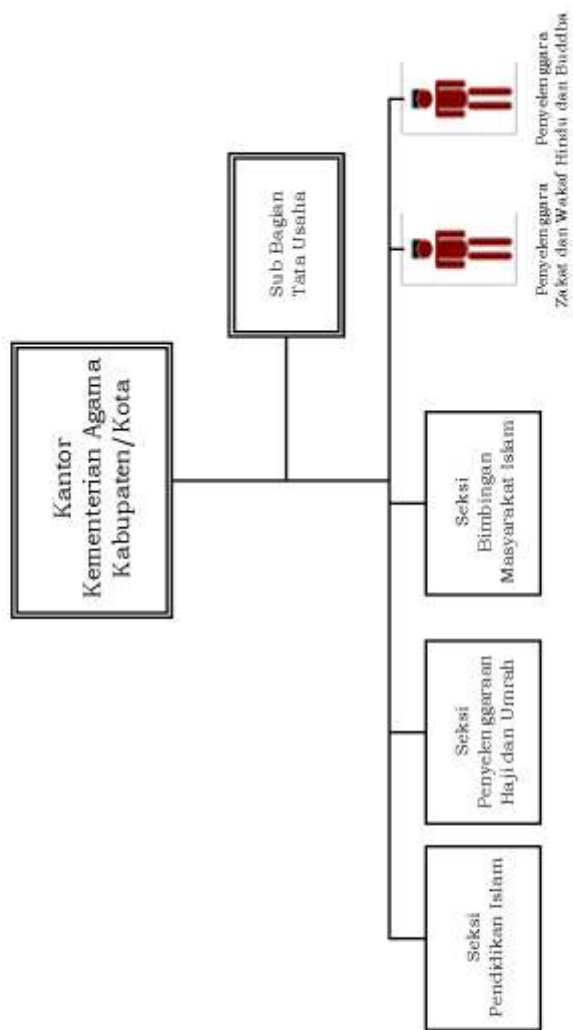 Kantor
Kementerian Agama
Kabupaten/Kota
Sub Bagian
Tata Usaha
Seksi
Pendidikan Islam
Seksi
Penyelenggaraan
Haji dan Umrah
Seksi
Bimbingan
Masyarakat Islam
Penyelenggara
Zakat dan Wakaf
Penyelenggara
Hindu dan Buddha